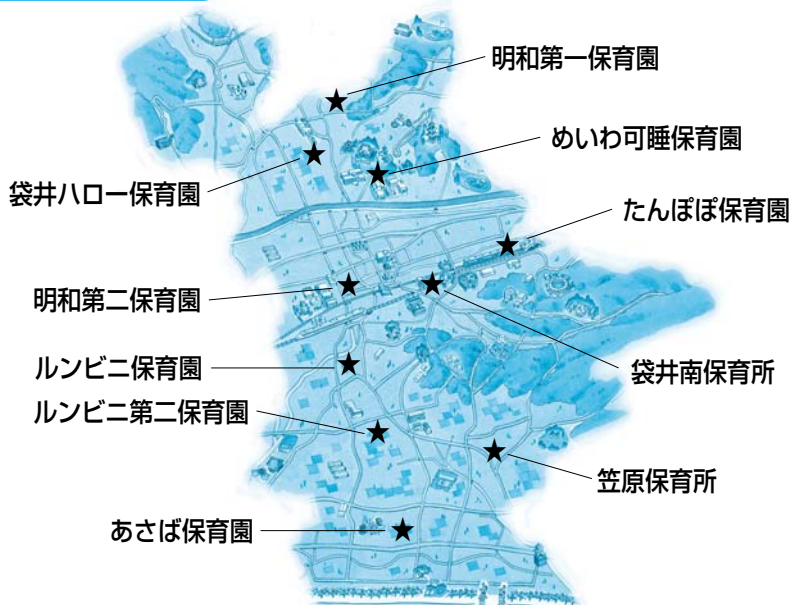 明和第一保育園
めいわ可睡保育園
袋井ハロー保育園
たんぽぽ保育園
明和第二保育園
ルンビニ保育園
袋井南保育所
ルンビニ第二保育園
笠原保育所
あさば保育園